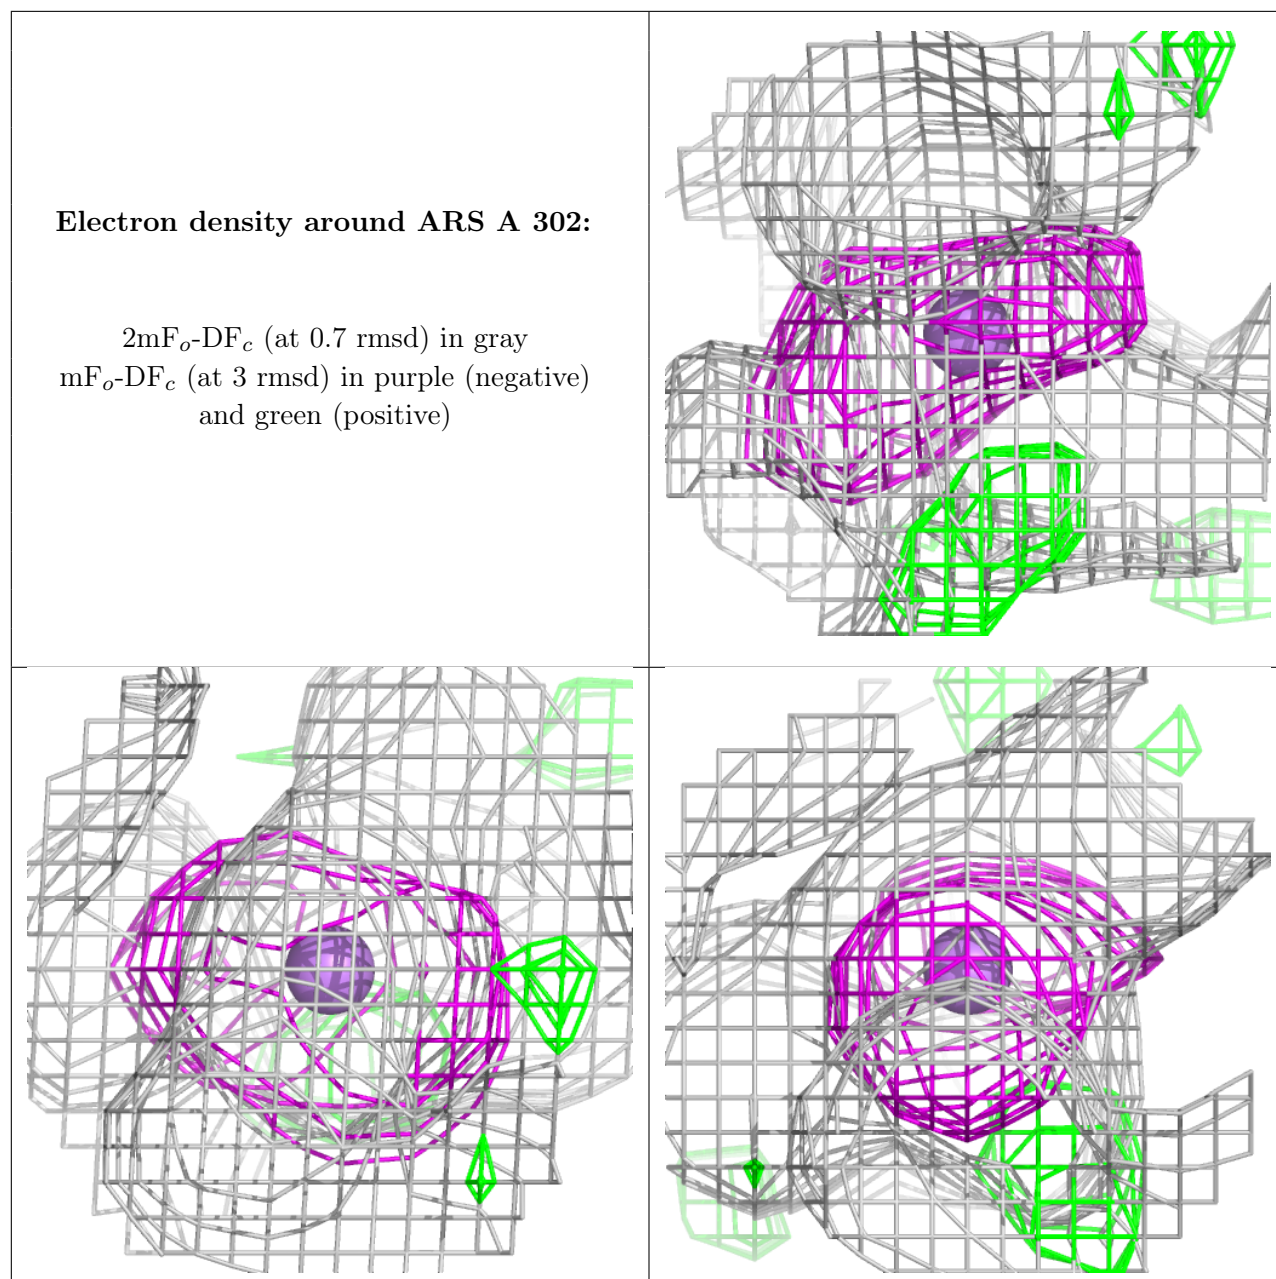 Electron density around ARS A 302:
2mFo-DFc (at 0.7 rmsd) in gray
mFo-DFc (at 3 rmsd) in purple (negative)
and green (positive)